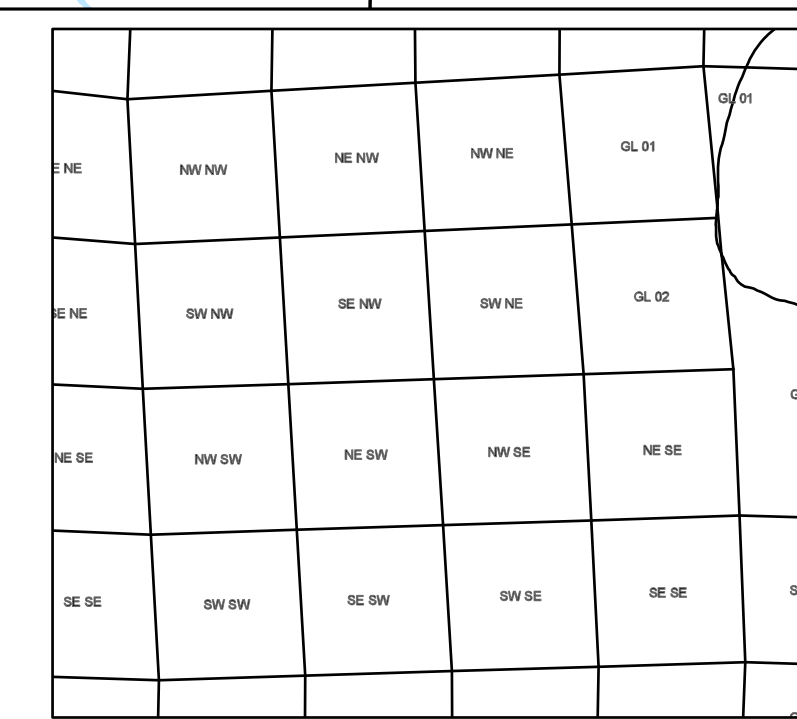 GL 01
E NE
NW NW
NE NW
NW NE
GL 01
SE NE
SW NW
SE NW
SW NE
GL 02
G
NE SE
NW SW
NE SW
NW SE
NE SE
SE SE
SW SW
SE SW
SW SE
SE SE
S